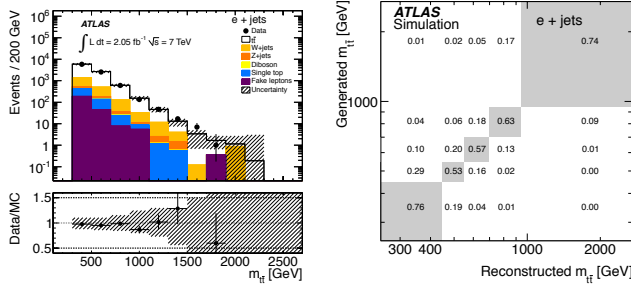 ATLAS
e + jets
∫ L dt = 2.05 fb⁻¹ √s = 7 TeV
Data
tt̄
W+jets
Z+jets
Diboson
Single top
Fake leptons
Uncertainty
Events / 200 GeV
10⁶
10⁵
10⁴
10³
10²
10
1
10⁻¹
Data/MC
1.5
1
0.5
500 1000 1500 2000 2500
m_tt̄ [GeV]
ATLAS
Simulation
e + jets
Generated m_tt̄ [GeV]
0.01 0.02 0.05 0.17 0.74
1000
0.04 0.06 0.18 0.63 0.09
0.10 0.20 0.57 0.13 0.01
0.29 0.53 0.16 0.02 0.00
0.76 0.19 0.04 0.01 0.00
300 400 1000 2000
Reconstructed m_tt̄ [GeV]